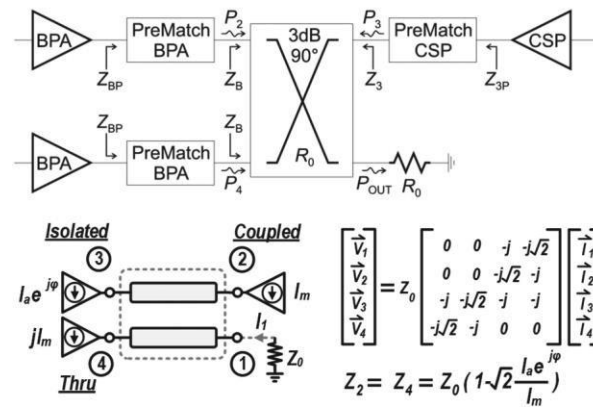 BPA
PreMatch
BPA
P2
3dB
90°
P3
PreMatch
CSP
CSP
ZBP
ZB
Z3
Z3P
ZBP
ZB
BPA
PreMatch
BPA
P4
R0
POUT
R0
Isolated
Coupled
3
2
Iae^jφ
Im
jIm
I1
Z0
4
1
Thru
V1 0 0 -j -j√2 I1
V2 0 0 -j√2 -j I2
= Z0
V3 -j -j√2 -j -j I3
V4 -j√2 -j 0 0 I4
Z2 = Z4 = Z0 (1-√2 Iae^jφ / Im)